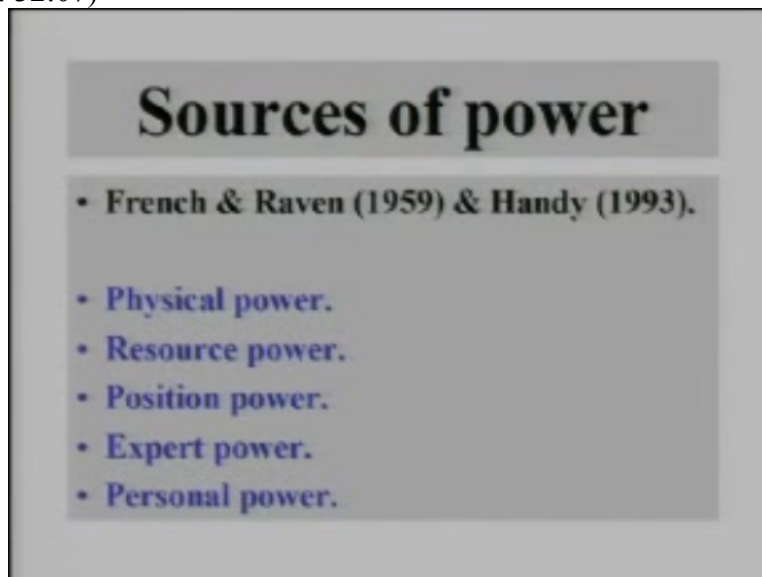 Sources of power
• French & Raven (1959) & Handy (1993).
• Physical power.
• Resource power.
• Position power.
• Expert power.
• Personal power.